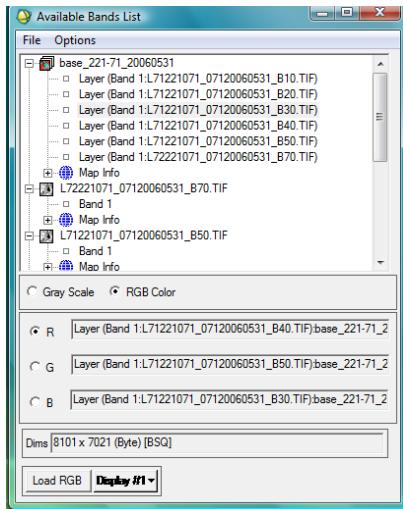 Available Bands List
File Options
base_221-71_20060531
Layer (Band 1:L71221071_07120060531_B10.TIF)
Layer (Band 1:L71221071_07120060531_B20.TIF)
Layer (Band 1:L71221071_07120060531_B30.TIF)
Layer (Band 1:L71221071_07120060531_B40.TIF)
Layer (Band 1:L71221071_07120060531_B50.TIF)
Layer (Band 1:L72221071_07120060531_B70.TIF)
Map Info
L72221071_07120060531_B70.TIF
Band 1
Map Info
L71221071_07120060531_B50.TIF
Band 1
Map Info
Gray Scale RGB Color
R Layer (Band 1:L71221071_07120060531_B40.TIF):base_221-71_2
G Layer (Band 1:L71221071_07120060531_B50.TIF):base_221-71_2
B Layer (Band 1:L71221071_07120060531_B30.TIF):base_221-71_2
Dims 8101 x 7021 (Byte) [BSQ]
Load RGB Display #1